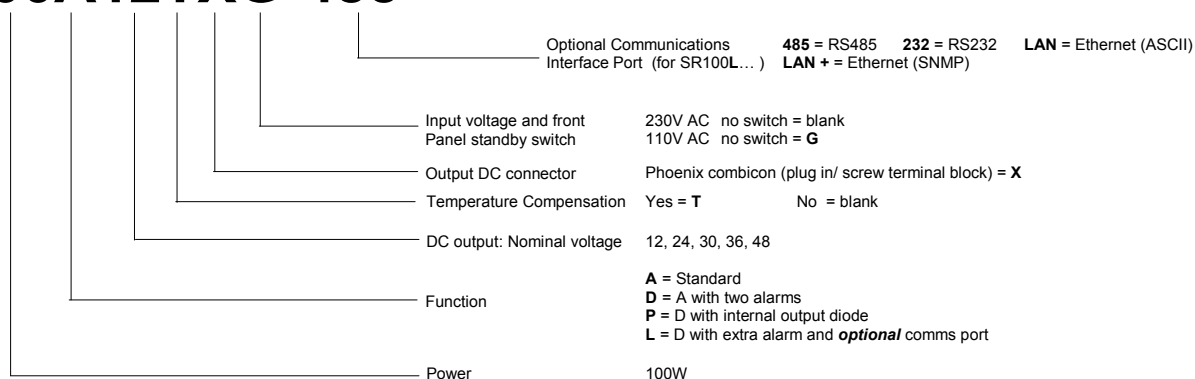 Optional Communications 485 = RS485 232 = RS232 LAN = Ethernet (ASCII)
Interface Port (for SR100L… ) LAN + = Ethernet (SNMP)
Input voltage and front 230V AC no switch = blank
Panel standby switch 110V AC no switch = G
Output DC connector Phoenix combicon (plug in/ screw terminal block) = X
Temperature Compensation Yes = T No = blank
DC output: Nominal voltage 12, 24, 30, 36, 48
A = Standard
Function D = A with two alarms
P = D with internal output diode
L = D with extra alarm and optional comms port
Power 100W